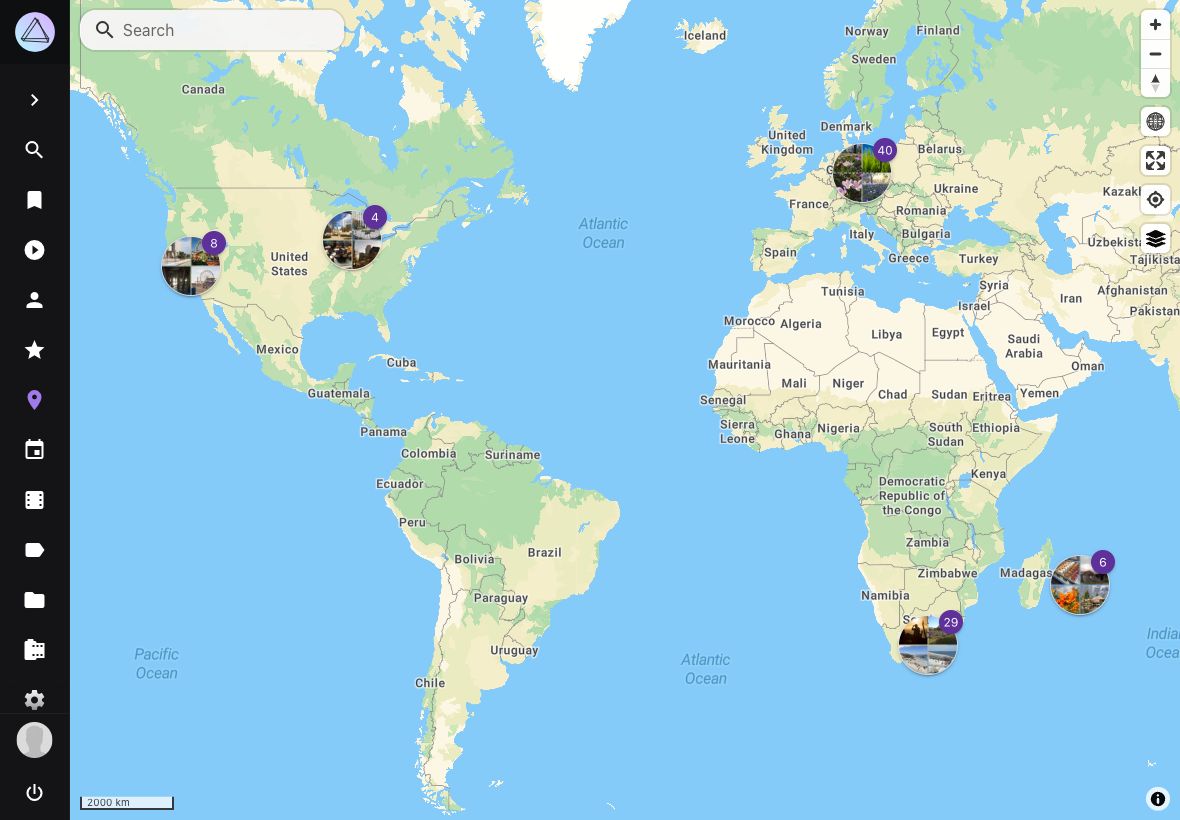 Search
Iceland
Norway
Finland
Sweden
Canada
Denmark
United
Kingdom
40
Belarus
G
Ukraine
Kazakh
France
Romania
4
Atlantic
Ocean
Bulgaria
Italy
8
Uzbekista
Spain
Greece
Turkey
Tajikista
United
States
Syria
Afghanistan
Tunisia
Iran
Israel
Pakistan
Morocco
Algeria
Libya
Egypt
Saudi
Arabia
Mexico
Cuba
Mauritania
Oman
Mali
Niger
Guatemala
Chad
Sudan
Eritrea
Yemen
Senegal
Sierra
Leone
Ghana
Nigeria
South
Sudan
Ethiopia
Panama
Colombia
Suriname
Kenya
Ecuador
Democratic
Republic of
the Congo
Peru
Zambia
Brazil
Bolivia
6
Zimbabwe
Madagas
Namibia
Paraguay
So
29
Uruguay
India
Ocea
Pacific
Ocean
Atlantic
Ocean
Chile
2000 km